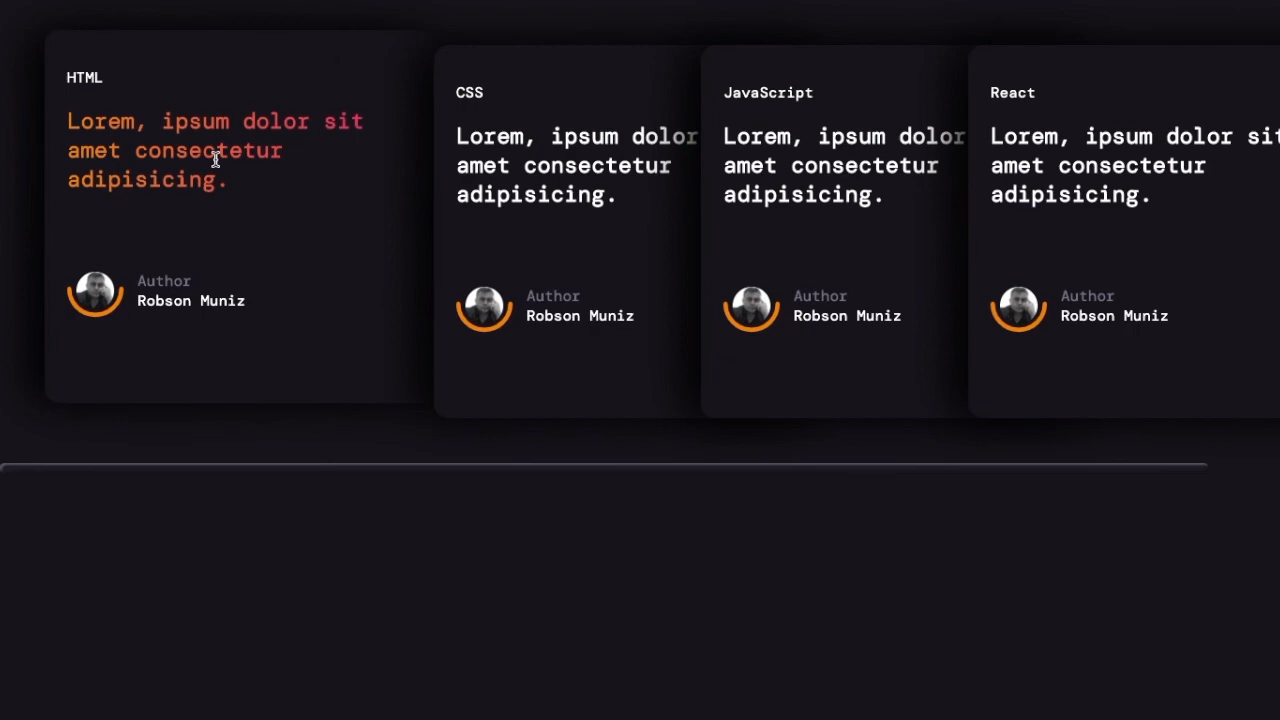 HTML
Lorem, ipsum dolor sit
amet consectetur
adipisicing.
Author
Robson Muniz
CSS
Lorem, ipsum dolor
amet consectetur
adipisicing.
Author
Robson Muniz
JavaScript
Lorem, ipsum dolor
amet consectetur
adipisicing.
Author
Robson Muniz
React
Lorem, ipsum dolor sit
amet consectetur
adipisicing.
Author
Robson Muniz